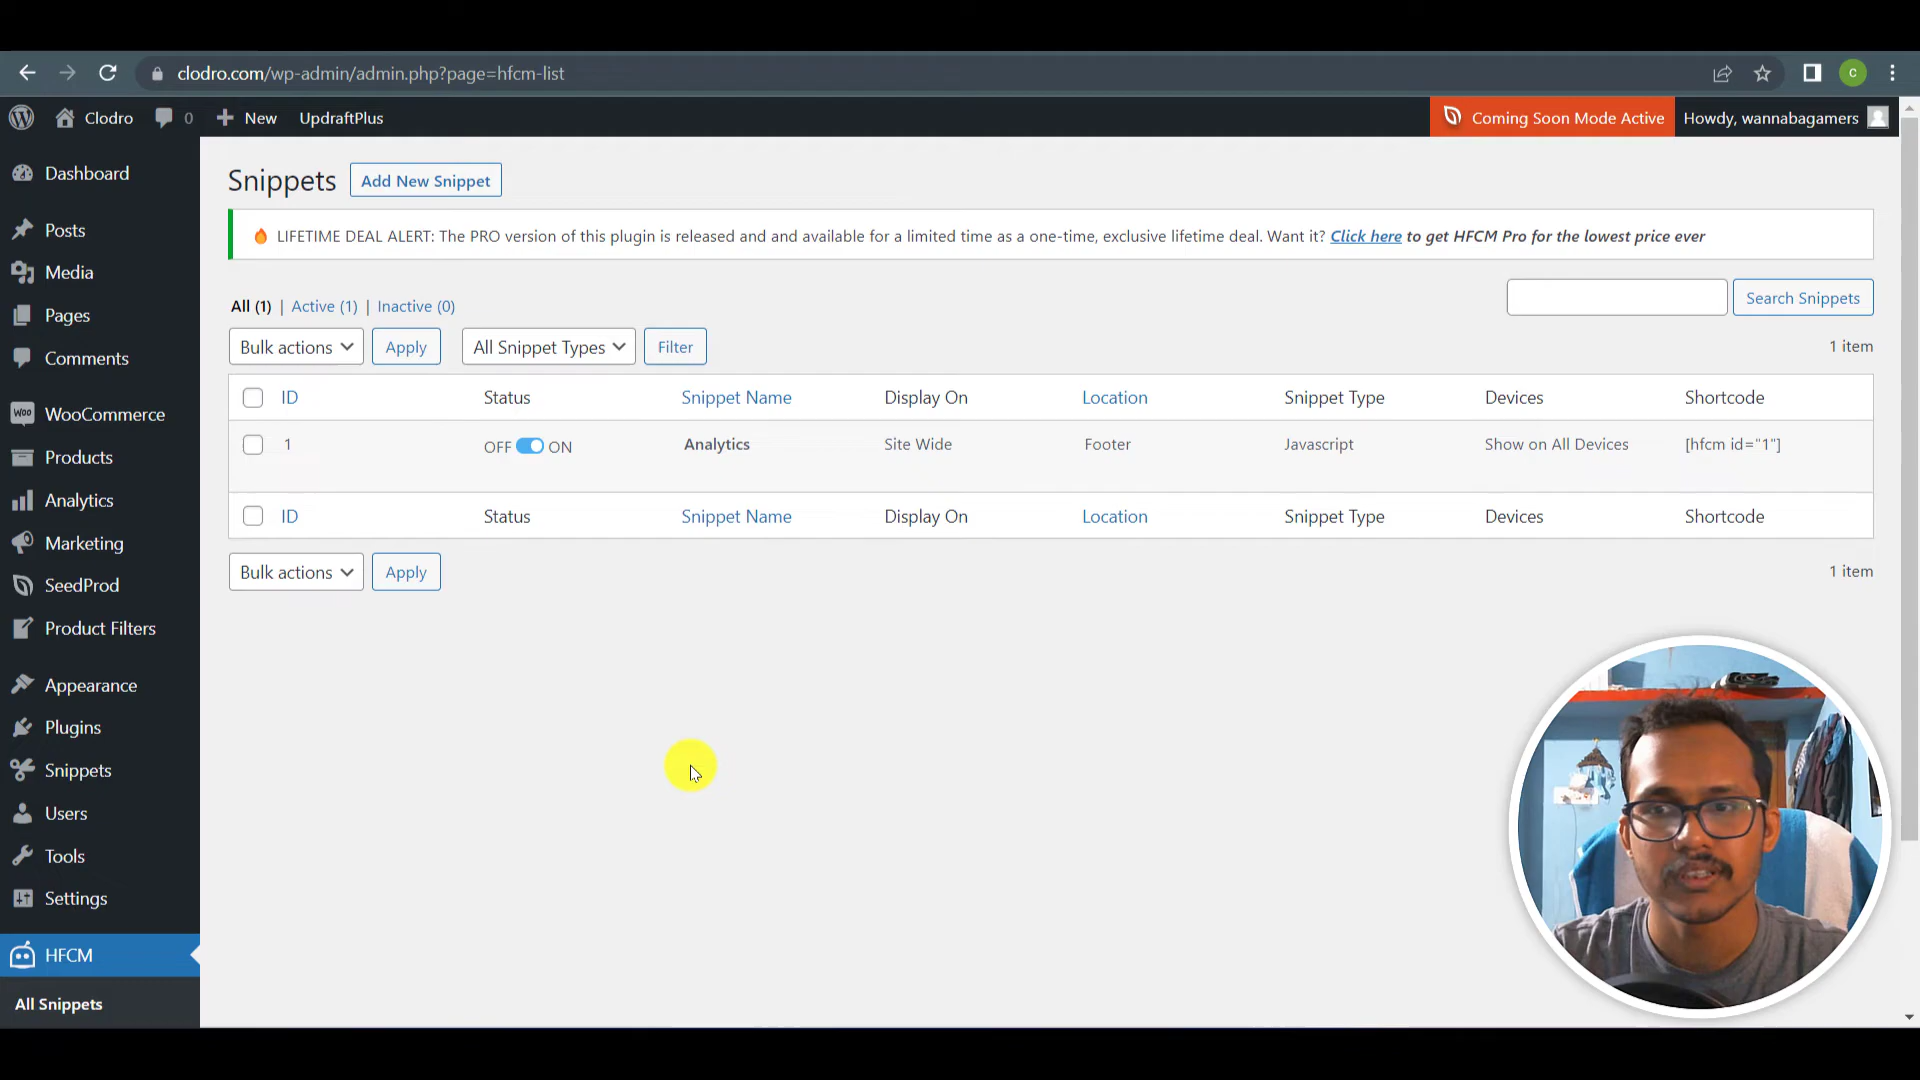 clodro.com/wp-admin/admin.php?page=hfcm-list
C
Clodro
0
New
UpdraftPlus
Coming Soon Mode Active
Howdy, wannabagamers
Dashboard
Posts
Media
Pages
Comments
WOO WooCommerce
Products
Analytics
Marketing
SeedProd
Product Filters
Appearance
Plugins
Snippets
Users
Tools
Settings
HFCM
All Snippets
Snippets
Add New Snippet
LIFETIME DEAL ALERT: The PRO version of this plugin is released and and available for a limited time as a one-time, exclusive lifetime deal. Want it? Click here to get HFCM Pro for the lowest price ever
All (1) | Active (1) | Inactive (0)
Search Snippets
Bulk actions Apply All Snippet Types Filter 1 item
ID Status Snippet Name Display On Location Snippet Type Devices Shortcode
1 OFF ON Analytics Site Wide Footer Javascript Show on All Devices [hfcm id="1"]
ID Status Snippet Name Display On Location Snippet Type Devices Shortcode
Bulk actions Apply 1 item